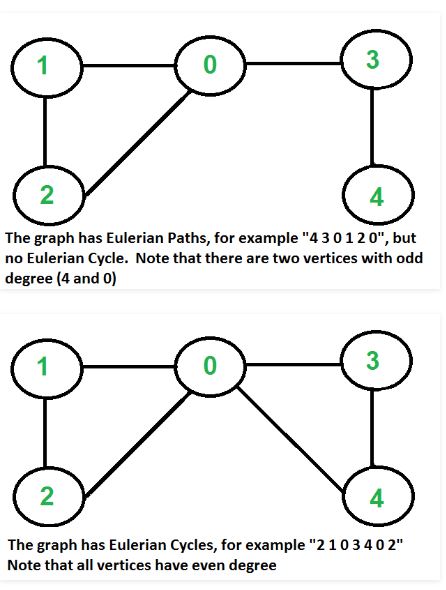 1 0 3
2 4
The graph has Eulerian Paths, for example "4 3 0 1 2 0", but
no Eulerian Cycle. Note that there are two vertices with odd
degree (4 and 0)
1 0 3
2 4
The graph has Eulerian Cycles, for example "2 1 0 3 4 0 2"
Note that all vertices have even degree